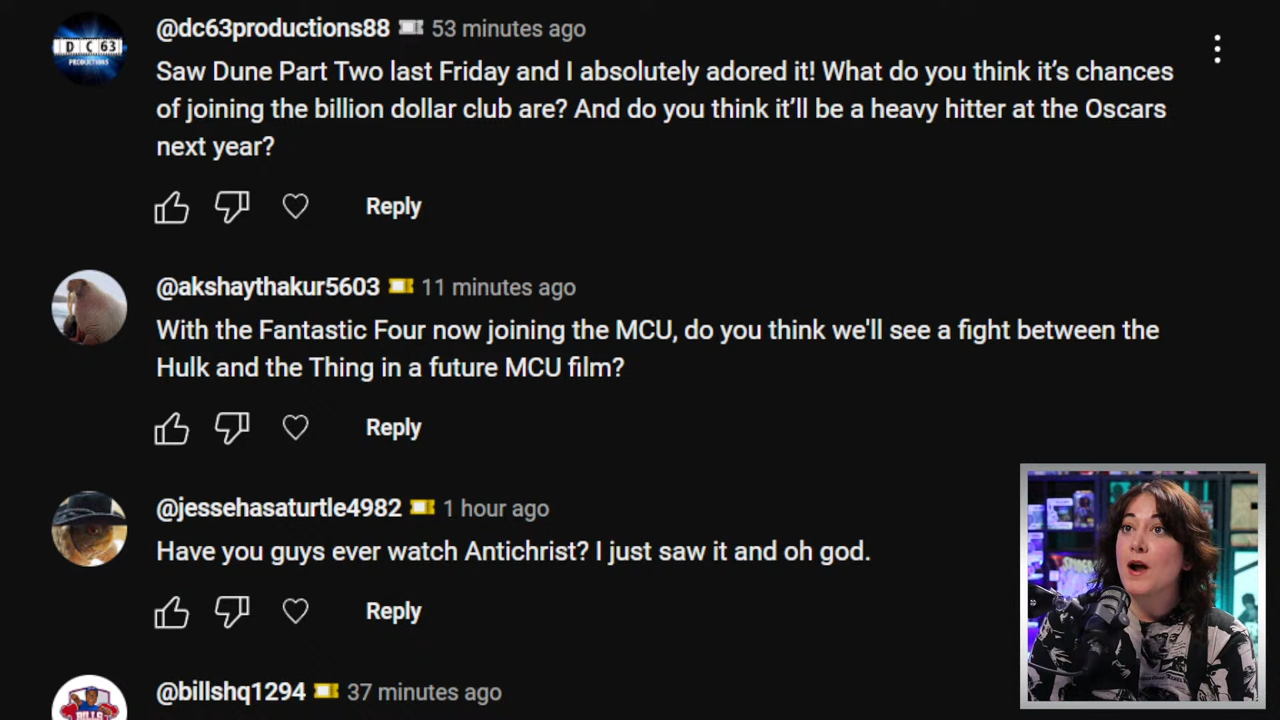 D C 63
PRODUCTIONS
@dc63productions88 53 minutes ago
Saw Dune Part Two last Friday and I absolutely adored it! What do you think it’s chances
of joining the billion dollar club are? And do you think it’ll be a heavy hitter at the Oscars
next year?
Reply
@akshaythakur5603 11 minutes ago
With the Fantastic Four now joining the MCU, do you think we'll see a fight between the
Hulk and the Thing in a future MCU film?
Reply
@jessehasaturtle4982 1 hour ago
Have you guys ever watch Antichrist? I just saw it and oh god.
Reply
@billshq1294 37 minutes ago
BILLS